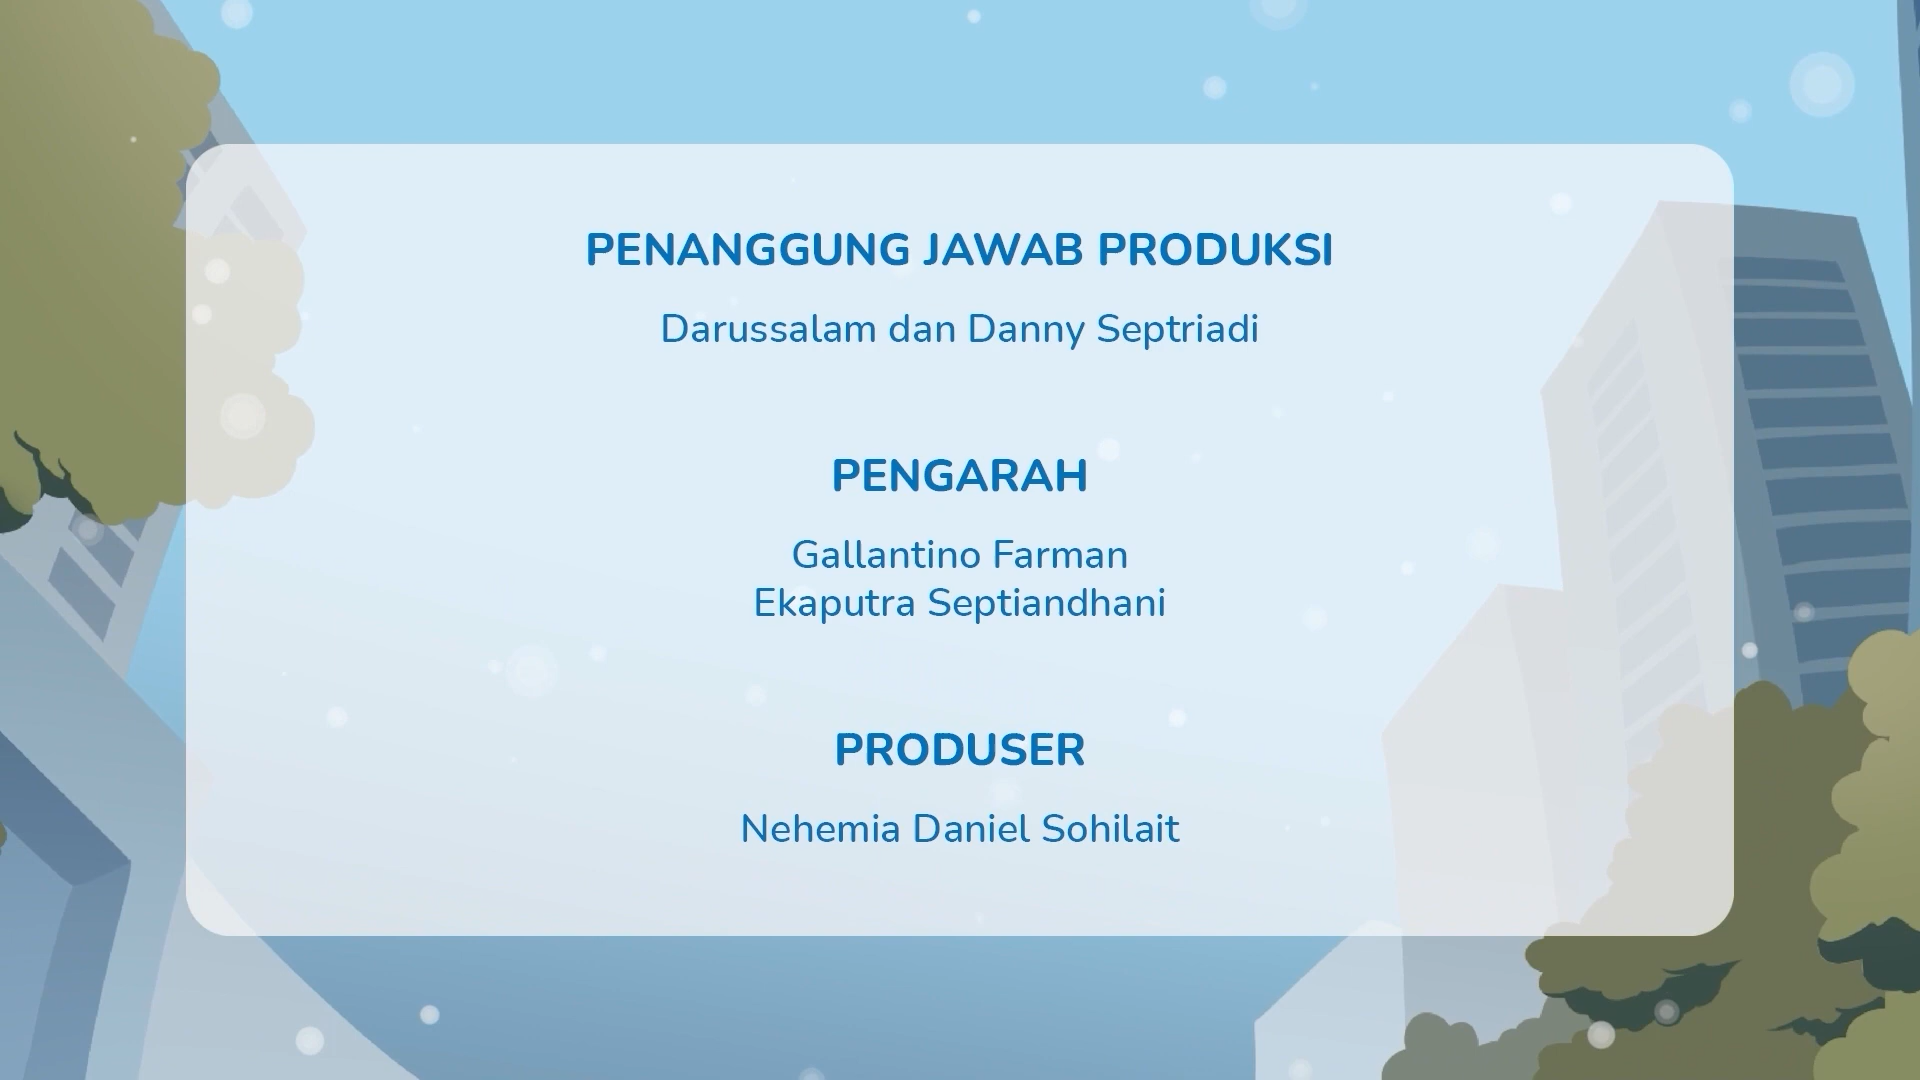 PENANGGUNG JAWAB PRODUKSI
Darussalam dan Danny Septriadi
PENGARAH
Gallantino Farman
Ekaputra Septiandhani
PRODUSER
Nehemia Daniel Sohilait